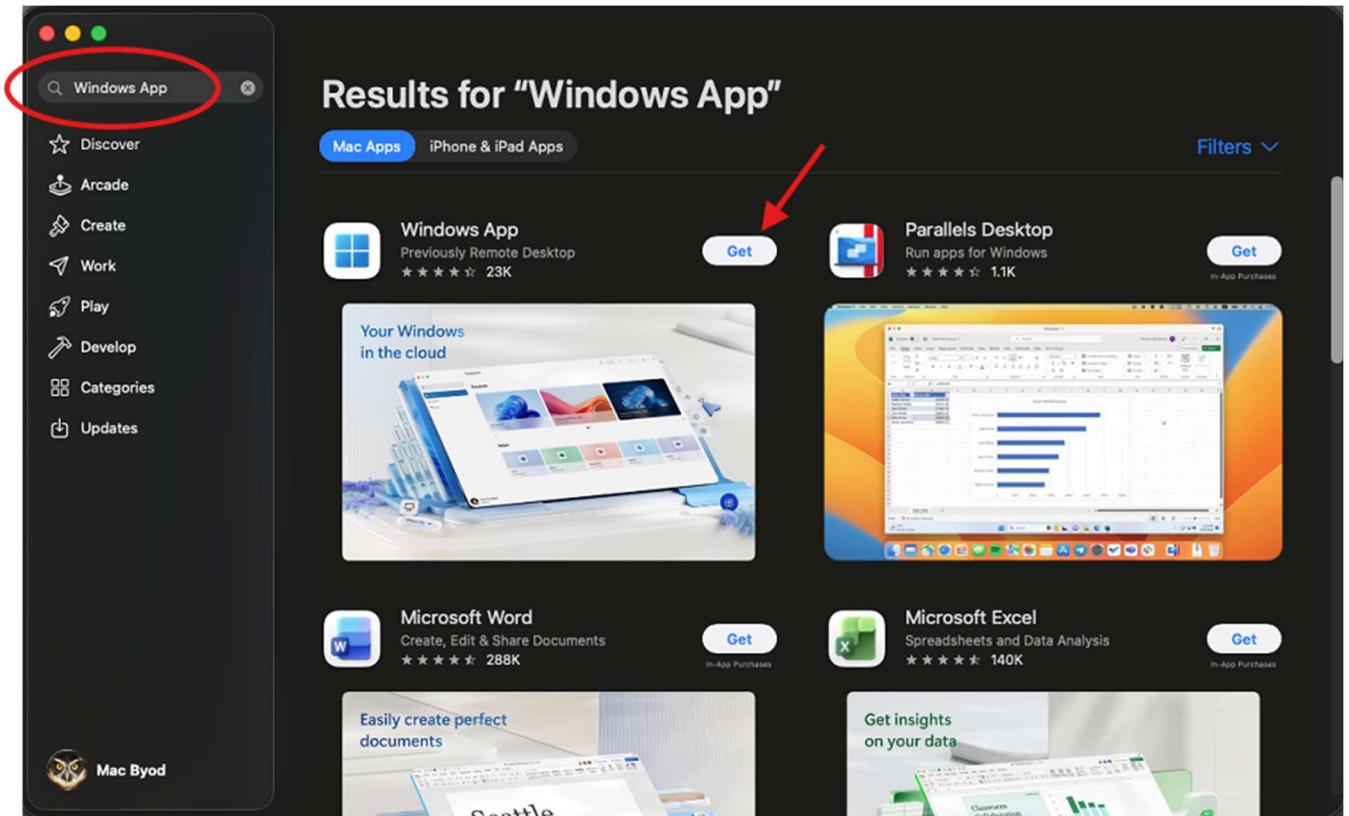 Windows App
Discover
Arcade
Create
Work
Play
Develop
Categories
Updates
Mac Byod
Results for “Windows App”
Mac Apps
iPhone & iPad Apps
Filters
Windows App
Previously Remote Desktop
23K
Get
Your Windows
in the cloud
Parallels Desktop
Run apps for Windows
1.1K
Get
In-App Purchases
Microsoft Word
Create, Edit & Share Documents
288K
Get
In-App Purchases
Easily create perfect
documents
Seattle
Microsoft Excel
Spreadsheets and Data Analysis
140K
Get
In-App Purchases
Get insights
on your data
Classroom